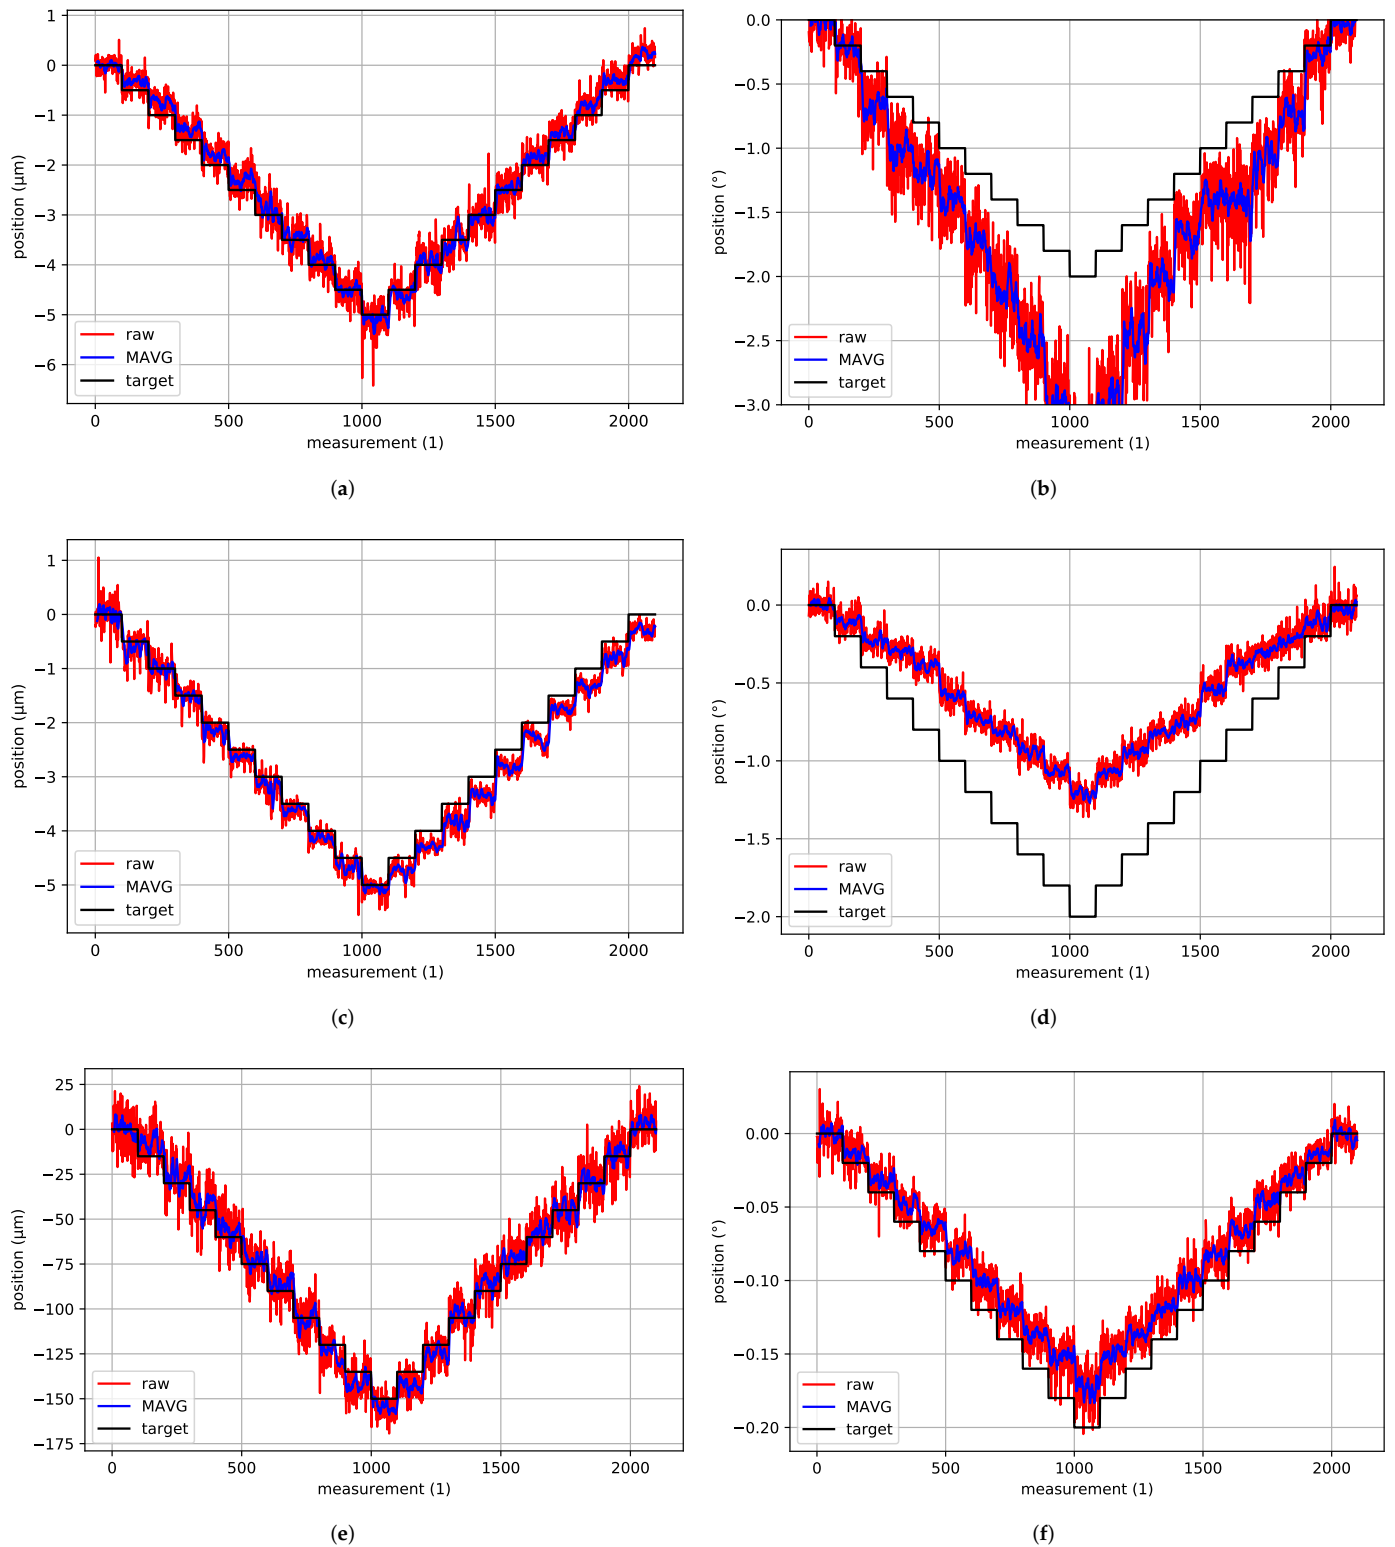 1
0
−1
−2
−3
−4
−5
−6
position (µm)
raw
MAVG
target
0 500 1000 1500 2000
measurement (1)
(a)
0.0
−0.5
−1.0
−1.5
−2.0
−2.5
−3.0
position (°)
raw
MAVG
target
0 500 1000 1500 2000
measurement (1)
(b)
1
0
−1
−2
−3
−4
−5
position (µm)
raw
MAVG
target
0 500 1000 1500 2000
measurement (1)
(c)
0.0
−0.5
−1.0
−1.5
−2.0
position (°)
raw
MAVG
target
0 500 1000 1500 2000
measurement (1)
(d)
25
0
−25
−50
−75
−100
−125
−150
−175
position (µm)
raw
MAVG
target
0 500 1000 1500 2000
measurement (1)
(e)
0.00
−0.05
−0.10
−0.15
−0.20
position (°)
raw
MAVG
target
0 500 1000 1500 2000
measurement (1)
(f)